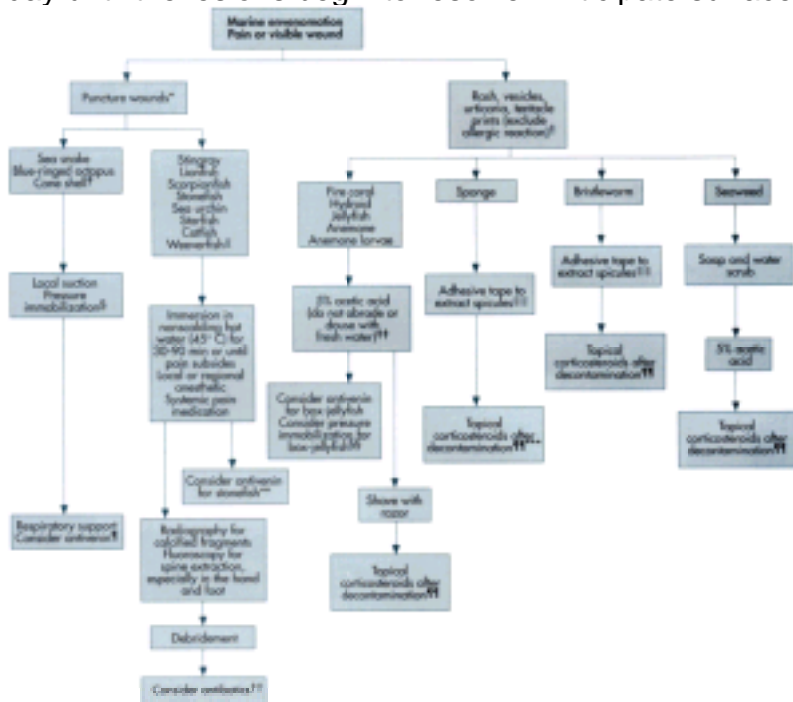 Marine envenomation
Pain or visible wound
Puncture wounds*
Rash, vesicles,
urticaria, tentacle
prints (exclude
allergic reaction)
Sea snake
Blue-ringed octopus
Cone shell
Stingray
Lionfish
Scorpionfish
Stonefish
Sea urchin
Starfish
Catfish
Weeverfish
Fire coral
Hydroid
Jellyfish
Anemone
Anemone larvae
Sponge
Bristleworm
Seaweed
Local suction
Pressure
immobilization
Immersion in
nonscalding hot
water (45° C) for
30-90 min or until
pain subsides
Local or regional
anesthetic
Systemic pain
medication
5% acetic acid
(do not abrade or
douse with
fresh water)††
Adhesive tape to
extract spicules
Adhesive tape to
extract spicules
Soap and water
scrub
Consider antivenin
for box-jellyfish
Consider pressure
immobilization for
box-jellyfish
Topical
corticosteroids after
decontamination¶¶
5% acetic
acid
Topical
corticosteroids after
decontamination¶¶
Topical
corticosteroids after
decontamination¶¶
Consider antivenin
for stonefish
Shave with
razor
Respiratory support
Consider antivenin¶
Radiography for
calcified fragments
Fluoroscopy for
spine extraction,
especially in the hand
and foot
Topical
corticosteroids after
decontamination¶¶
Debridement
Consider antibiotics